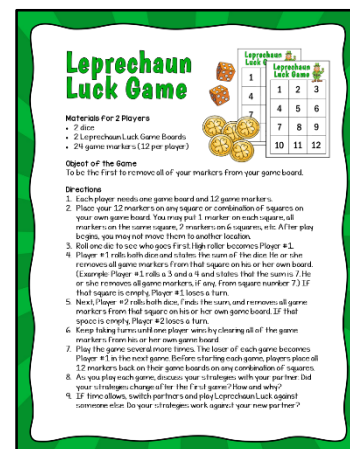 Leprechaun
Luck Game
Leprechaun
Luck G
1
4
7
Leprechaun
Luck Game
1 2 3
4 5 6
7 8 9
10 11 12
Materials for 2 Players
• 2 dice
• 2 Leprechaun Luck Game Boards
• 24 game markers (12 per player)
Object of the Game
To be the first to remove all of your markers from your game board.
Directions
1. Each player needs one game board and 12 game markers.
2. Place your 12 markers on any square or combination of squares on
your own game board. You may put 1 marker on each square, all
markers on the same square, 2 markers on 6 squares, etc. After play
begins, you may not move them to another location.
3. Roll one die to see who goes first. High roller becomes Player #1.
4. Player #1 rolls both dice and states the sum of the dice. He or she
removes all game markers from that square on his or her own board.
(Example: Player #1 rolls a 3 and a 4 and states that the sum is 7. He
or she removes all game markers, if any, from square number 7.) If
that square is empty, Player #1 loses a turn.
5. Next, Player #2 rolls both dice, finds the sum, and removes all game
markers from that square on his or her own game board. If that
space is empty, Player #2 loses a turn.
6. Keep taking turns until one player wins by clearing all of the game
markers from his or her own game board.
7. Play the game several more times. The loser of each game becomes
Player #1 in the next game. Before starting each game, players place all
12 markers back on their game boards on any combination of squares.
8. As you play each game, discuss your strategies with your partner. Did
your strategies change after the first game? How and why?
9. If time allows, switch partners and play Leprechaun Luck against
someone else. Do your strategies work against your new partner?